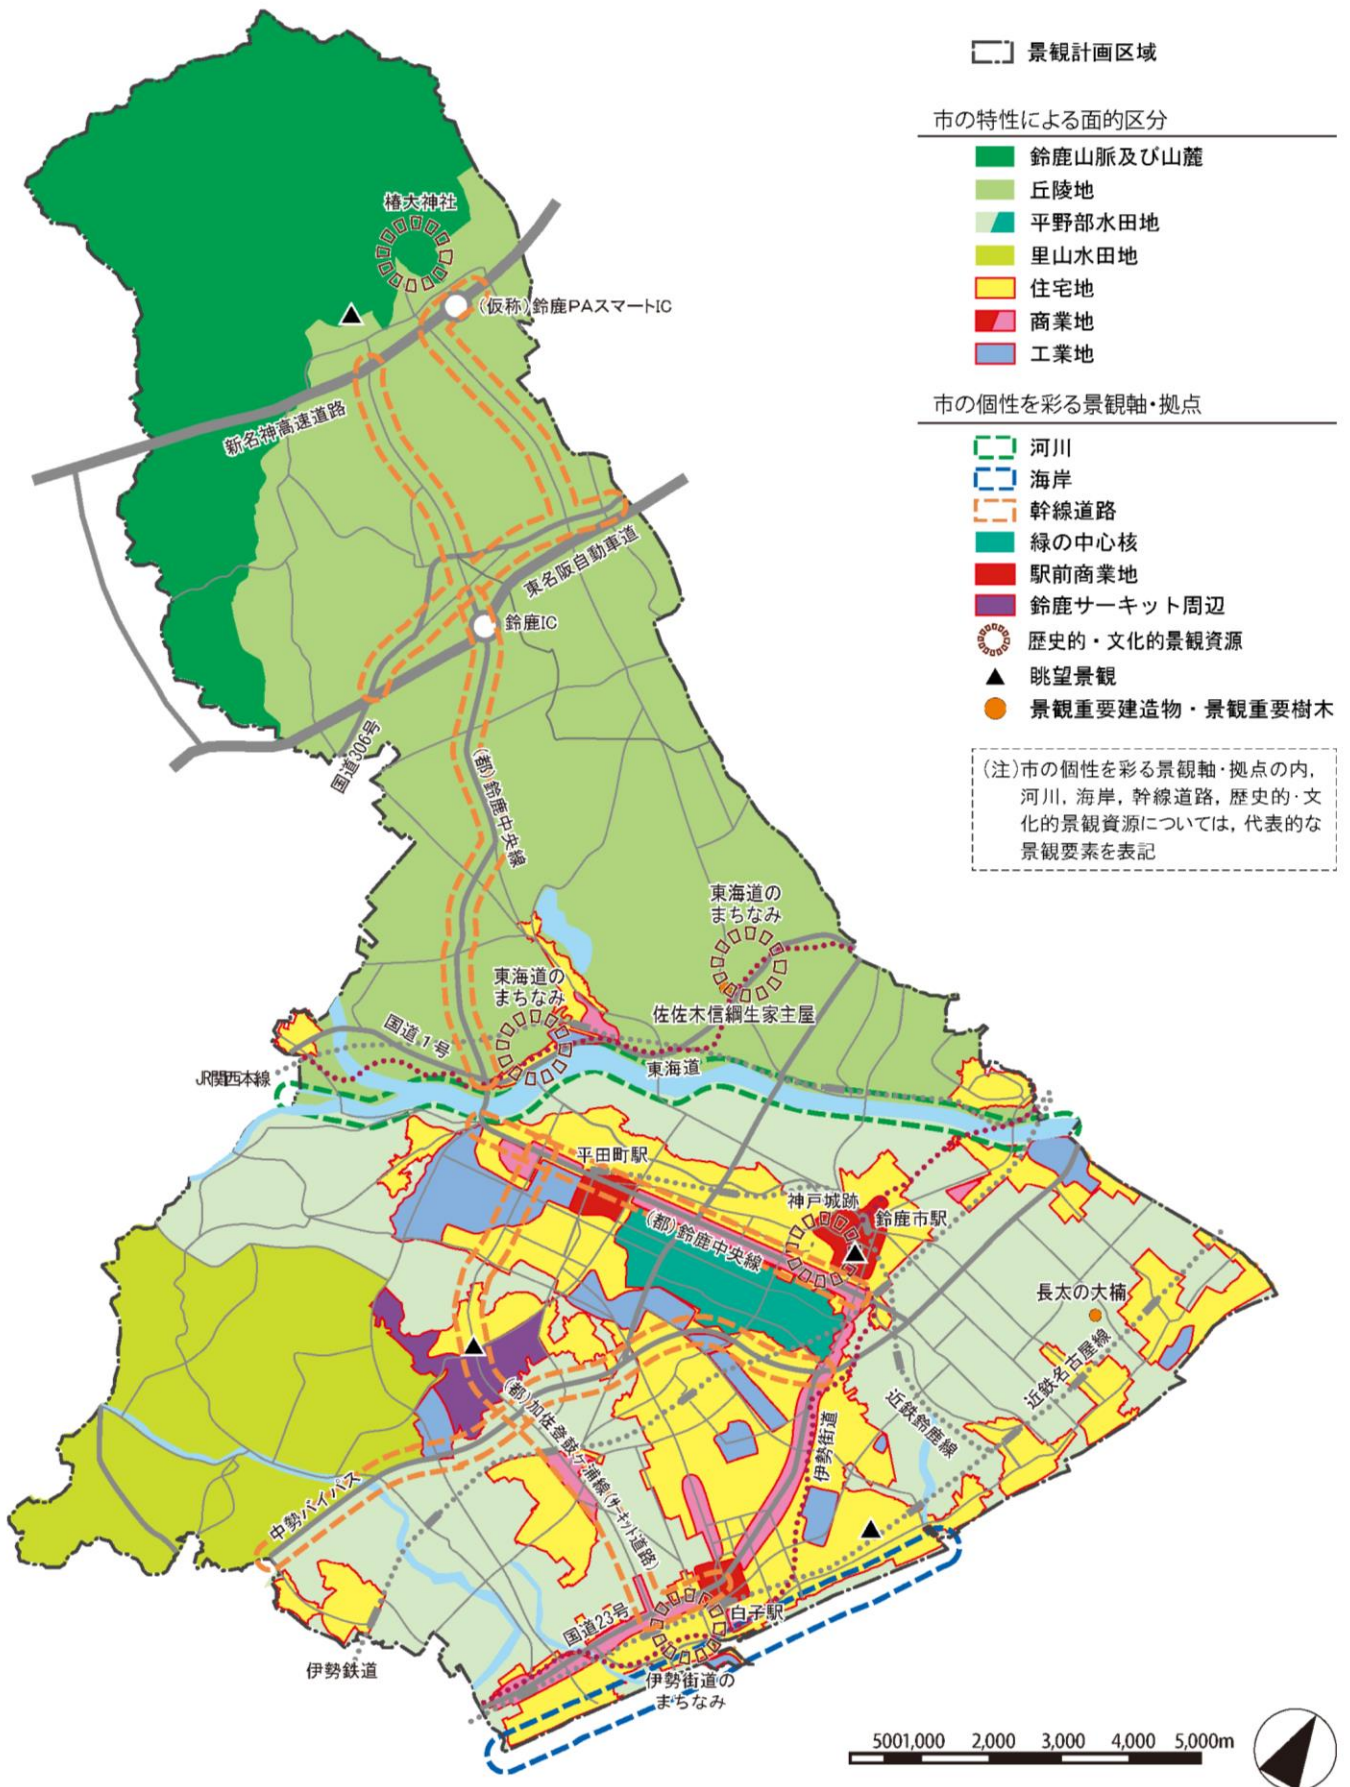 景観計画区域
市の特性による面的区分
鈴鹿山脈及び山麓
丘陵地
平野部水田地
里山水田地
住宅地
商業地
工業地
市の個性を彩る景観軸・拠点
河川
海岸
幹線道路
緑の中心核
駅前商業地
鈴鹿サーキット周辺
歴史的・文化的景観資源
眺望景観
景観重要建造物・景観重要樹木
(注)市の個性を彩る景観軸・拠点の内,
河川, 海岸, 幹線道路, 歴史的・文
化的景観資源については, 代表的な
景観要素を表記
椿大神社
(仮称)鈴鹿PAスマートIC
新名神高速道路
東名阪自動車道
鈴鹿IC
国道306号
(都)鈴鹿中央線
東海道の
まちなみ
東海道の
まちなみ
佐佐木信綱生家主屋
国道1号
東海道
JR関西本線
平田町駅
神戸城跡
鈴鹿市駅
(都)鈴鹿中央線
長太の大楠
近鉄名古屋線
近鉄鈴鹿線
伊勢街道
(都)加佐登鼓ヶ浦線(サーキット道路)
中勢バイパス
国道23号
白子駅
伊勢鉄道
伊勢街道の
まちなみ
5001,000 2,000 3,000 4,000 5,000m